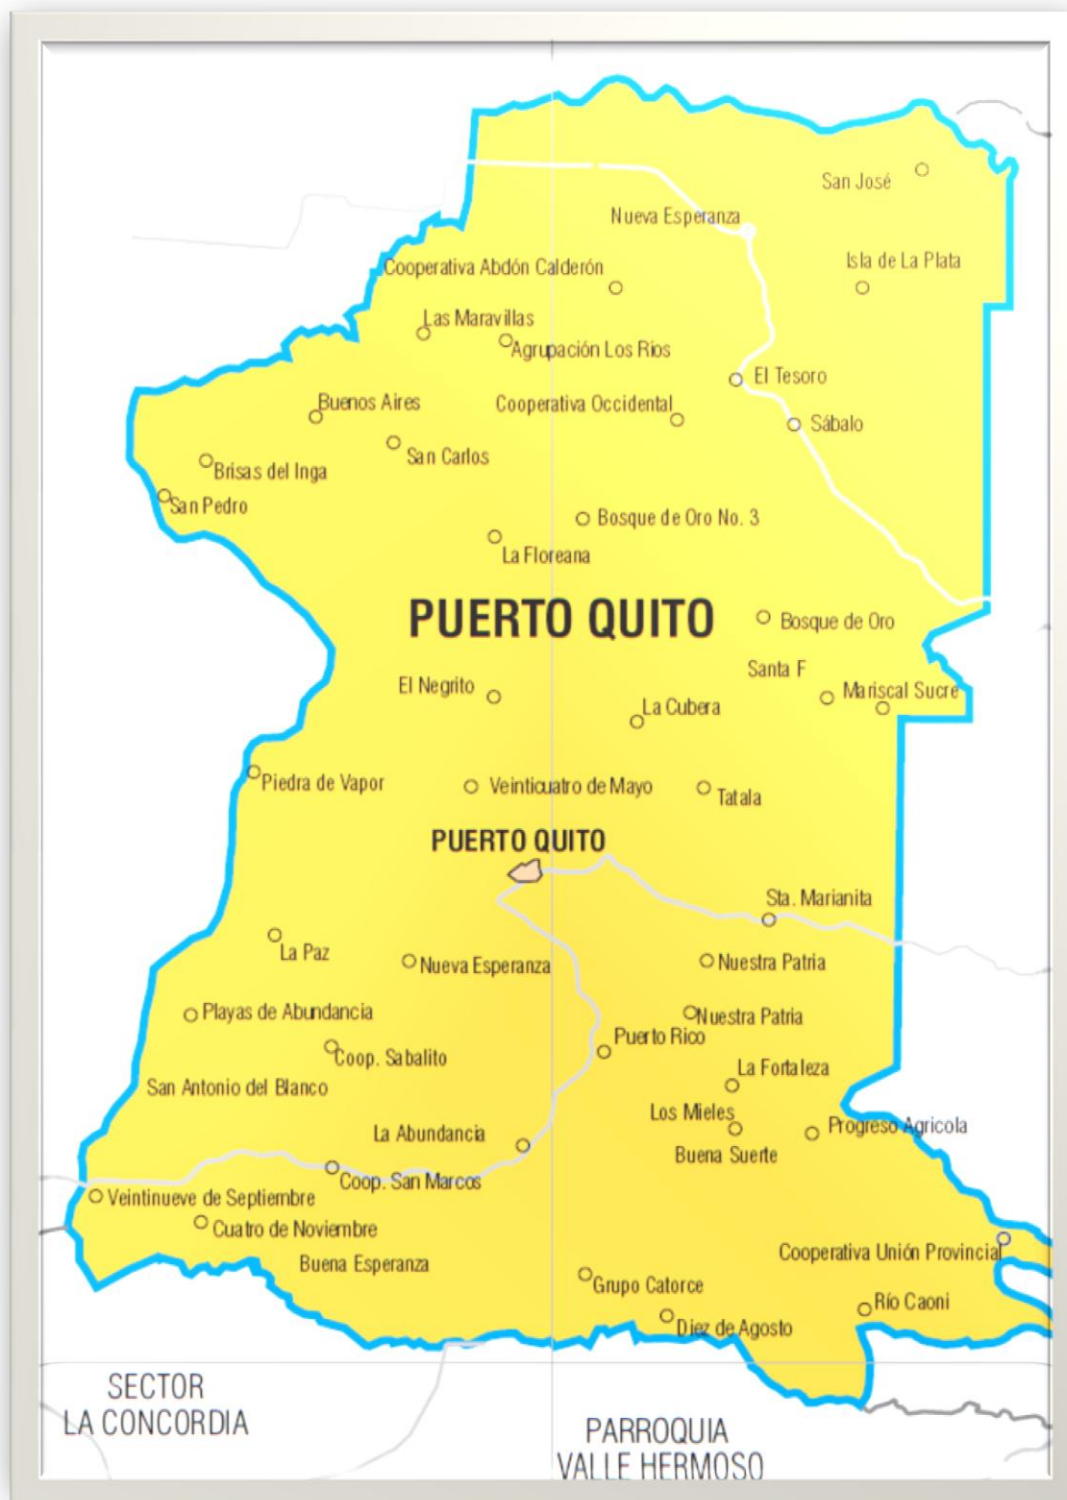 San José
Nueva Esperanza
Isla de La Plata
Cooperativa Abdón Calderón
Las Maravillas
Agrupación Los Rios
El Tesoro
Buenos Aires
Cooperativa Occidental
Sábalo
San Carlos
Brisas del Inga
San Pedro
Bosque de Oro No. 3
La Floreana
PUERTO QUITO
Bosque de Oro
Santa F
El Negrito
Mariscal Sucre
La Cubera
Piedra de Vapor
Veinticuatro de Mayo
Tatala
PUERTO QUITO
Sta. Marianita
La Paz
Nueva Esperanza
Nuestra Patria
Playas de Abundancia
Nuestra Patria
Puerto Rico
Coop. Sabalito
La Fortaleza
San Antonio del Blanco
Los Mieles
La Abundancia
Progreso Agricola
Buena Suerte
Coop. San Marcos
Veintinueve de Septiembre
Cuatro de Noviembre
Cooperativa Unión Provincial
Buena Esperanza
Grupo Catorce
Río Caoni
Diez de Agosto
SECTOR
LA CONCORDIA
PARROQUIA
VALLE HERMOSO